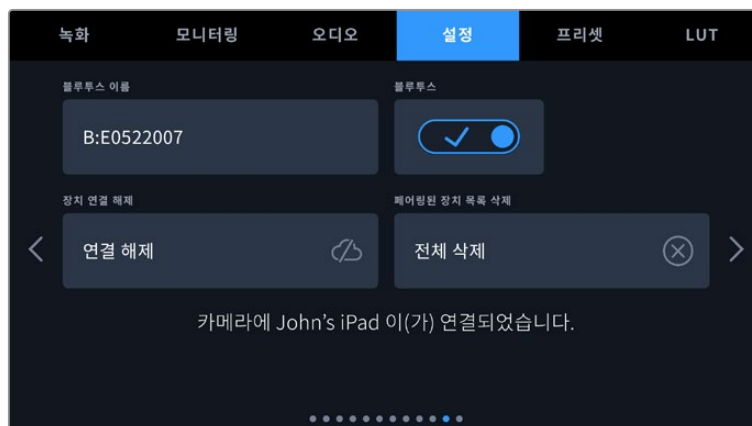 녹화 모니터링 오디오 설정 프리셋 LUT
블루투스 이름 블루투스
B:E0522007
장치 연결 해제 페어링된 장치 목록 삭제
연결 해제 전체 삭제
카메라에 John’s iPad 이(가) 연결되었습니다.